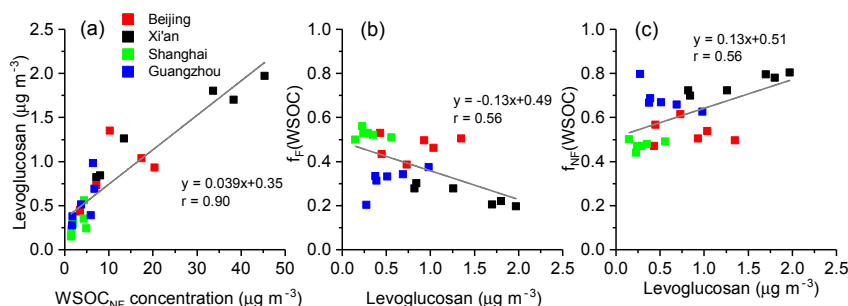 (a)
Beijing
Xi'an
Shanghai
Guangzhou
2.5
2.0
1.5
1.0
0.5
0.0
Levoglucosan (μg m⁻³)
y = 0.039x+0.35
r = 0.90
0 10 20 30 40 50
WSOC_NF concentration (μg m⁻³)
(b)
1.0
0.8
0.6
0.4
0.2
0.0
f_F(WSOC)
y = -0.13x+0.49
r = 0.56
0.0 0.5 1.0 1.5 2.0 2.5
Levoglucosan (μg m⁻³)
(c)
1.0
0.8
0.6
0.4
0.2
0.0
f_NF(WSOC)
y = 0.13x+0.51
r = 0.56
0.0 0.5 1.0 1.5 2.0 2.5
Levoglucosan (μg m⁻³)